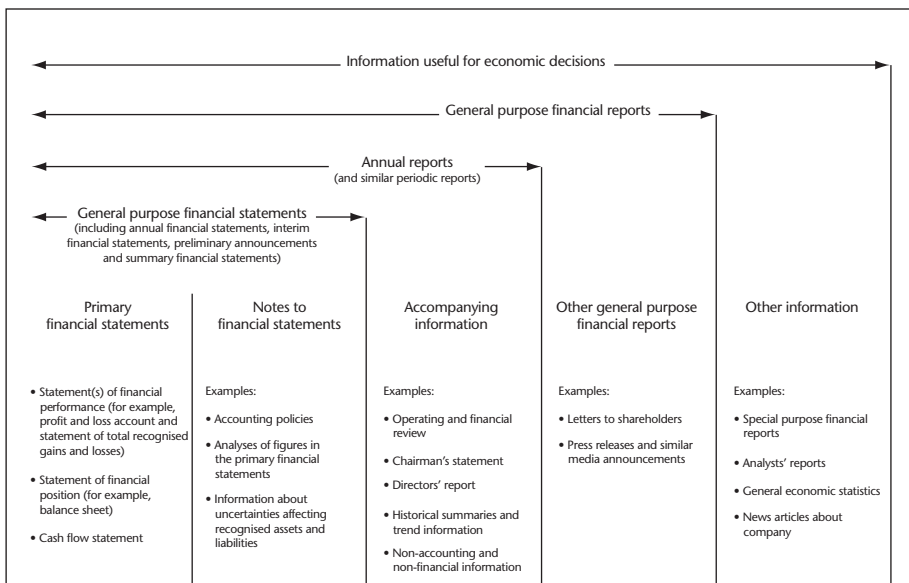 Information useful for economic decisions
General purpose financial reports
Annual reports
(and similar periodic reports)
General purpose financial statements
(including annual financial statements, interim
financial statements, preliminary announcements
and summary financial statements)
Primary
financial statements
• Statement(s) of financial
performance (for example,
profit and loss account and
statement of total recognised
gains and losses)
• Statement of financial
position (for example,
balance sheet)
• Cash flow statement
Notes to
financial statements
Examples:
• Accounting policies
• Analyses of figures in
the primary financial
statements
• Information about
uncertainties affecting
recognised assets and
liabilities
Accompanying
information
Examples:
• Operating and financial
review
• Chairman's statement
• Directors' report
• Historical summaries and
trend information
• Non-accounting and
non-financial information
Other general purpose
financial reports
Examples:
• Letters to shareholders
• Press releases and similar
media announcements
Other information
Examples:
• Special purpose financial
reports
• Analysts' reports
• General economic statistics
• News articles about
company